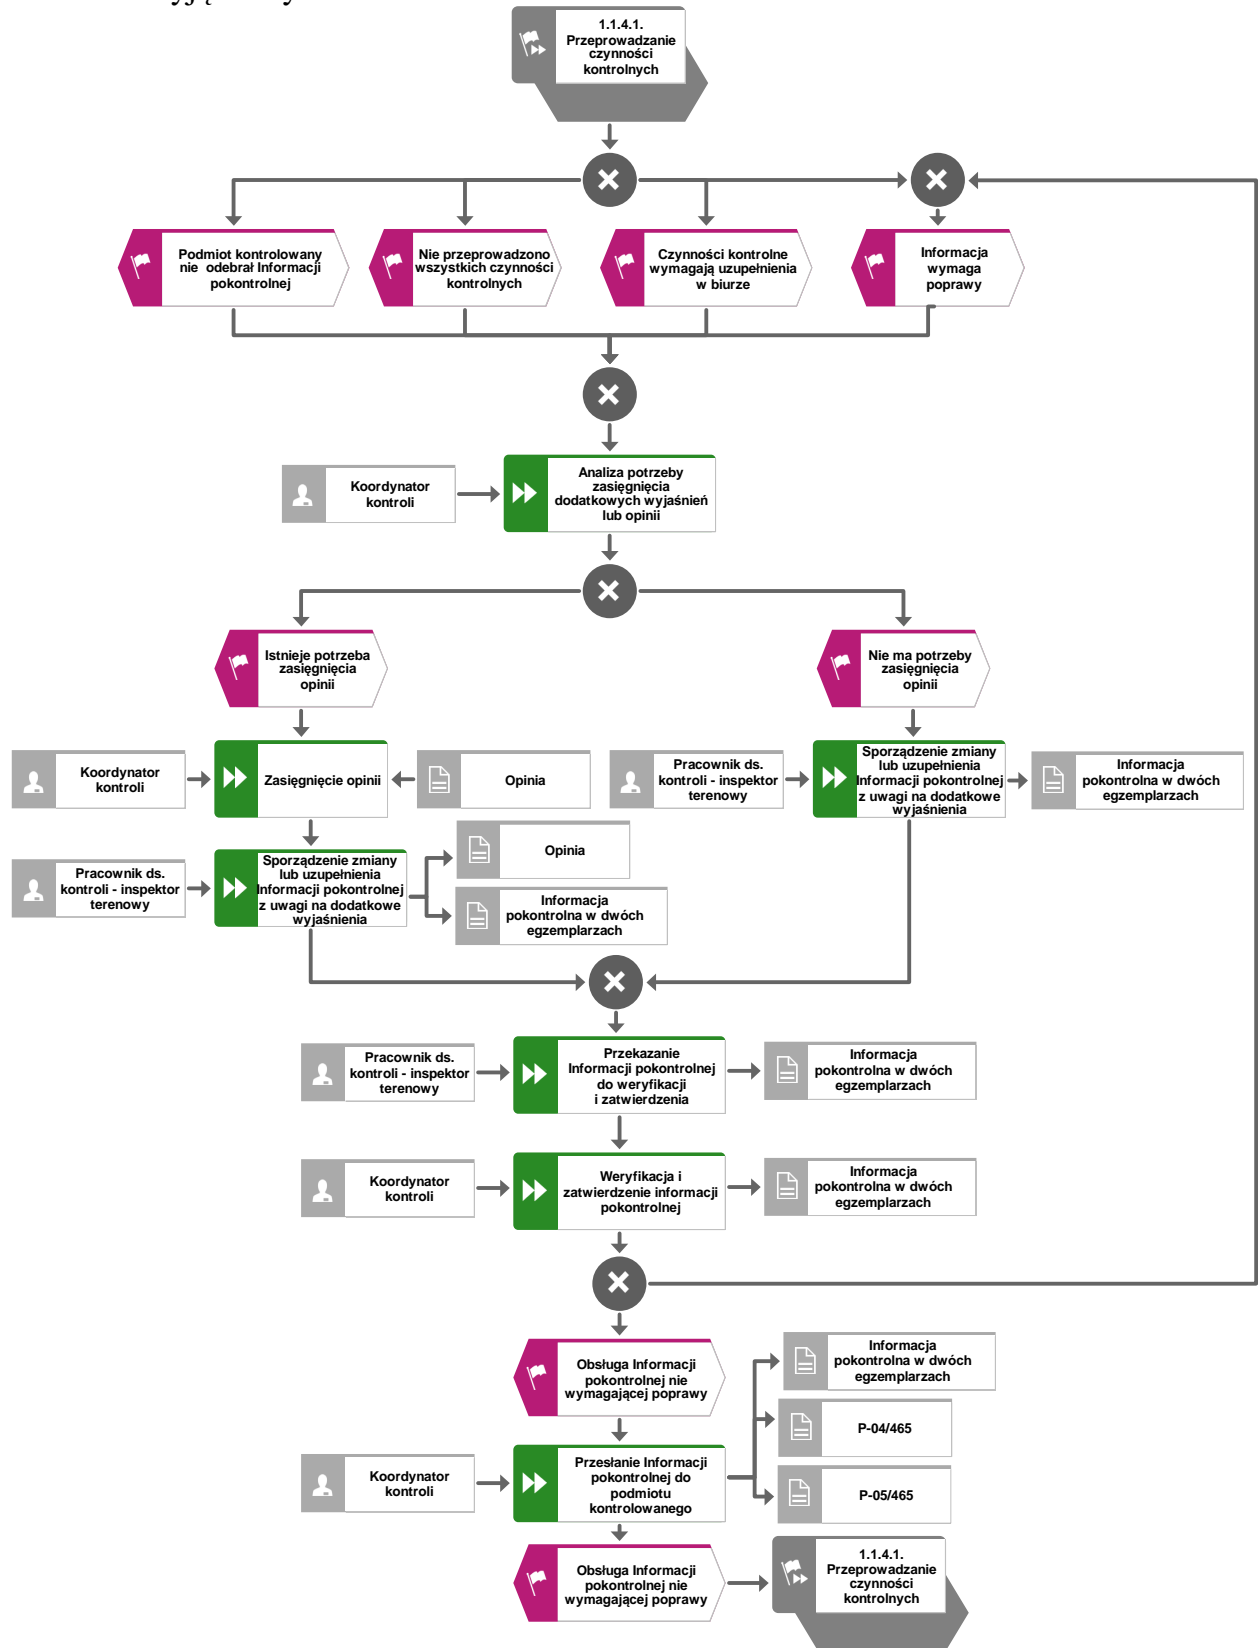 1.1.4.1.
Przeprowadzanie
czynności
kontrolnych
Podmiot kontrolowany
nie odebrał Informacji
pokontrolnej
Nie przeprowadzono
wszystkich czynności
kontrolnych
Czynności kontrolne
wymagają uzupełnienia
w biurze
Informacja
wymaga
poprawy
Koordynator
kontroli
Analiza potrzeby
zasięgnięcia
dodatkowych wyjaśnień
lub opinii
Istnieje potrzeba
zasięgnięcia
opinii
Nie ma potrzeby
zasięgnięcia
opinii
Koordynator
kontroli
Zasięgnięcie opinii
Opinia
Pracownik ds.
kontroli - inspektor
terenowy
Sporządzenie zmiany
lub uzupełnienia
Informacji pokontrolnej
z uwagi na dodatkowe
wyjaśnienia
Informacja
pokontrolna w dwóch
egzemplarzach
Pracownik ds.
kontroli - inspektor
terenowy
Sporządzenie zmiany
lub uzupełnienia
Informacji pokontrolnej
z uwagi na dodatkowe
wyjaśnienia
Opinia
Informacja
pokontrolna w dwóch
egzemplarzach
Pracownik ds.
kontroli - inspektor
terenowy
Przekazanie
Informacji pokontrolnej
do weryfikacji
i zatwierdzenia
Informacja
pokontrolna w dwóch
egzemplarzach
Koordynator
kontroli
Weryfikacja i
zatwierdzenie informacji
pokontrolnej
Informacja
pokontrolna w dwóch
egzemplarzach
Obsługa Informacji
pokontrolnej nie
wymagającej poprawy
Informacja
pokontrolna w dwóch
egzemplarzach
P-04/465
Koordynator
kontroli
Przesłanie Informacji
pokontrolnej do
podmiotu
kontrolowanego
P-05/465
Obsługa Informacji
pokontrolnej nie
wymagającej poprawy
1.1.4.1.
Przeprowadzanie
czynności
kontrolnych